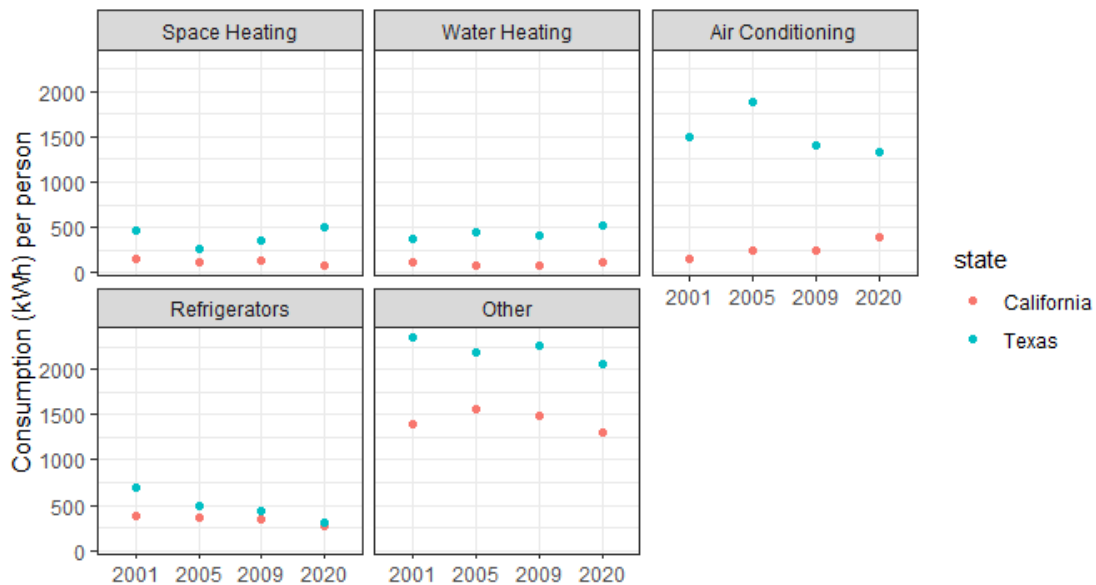 Consumption (kWh) per person
Space Heating
Water Heating
Air Conditioning
2000
1500
1000
500
0
2001 2005 2009 2020
Refrigerators
Other
2000
1500
1000
500
0
2001 2005 2009 2020
2001 2005 2009 2020
state
California
Texas